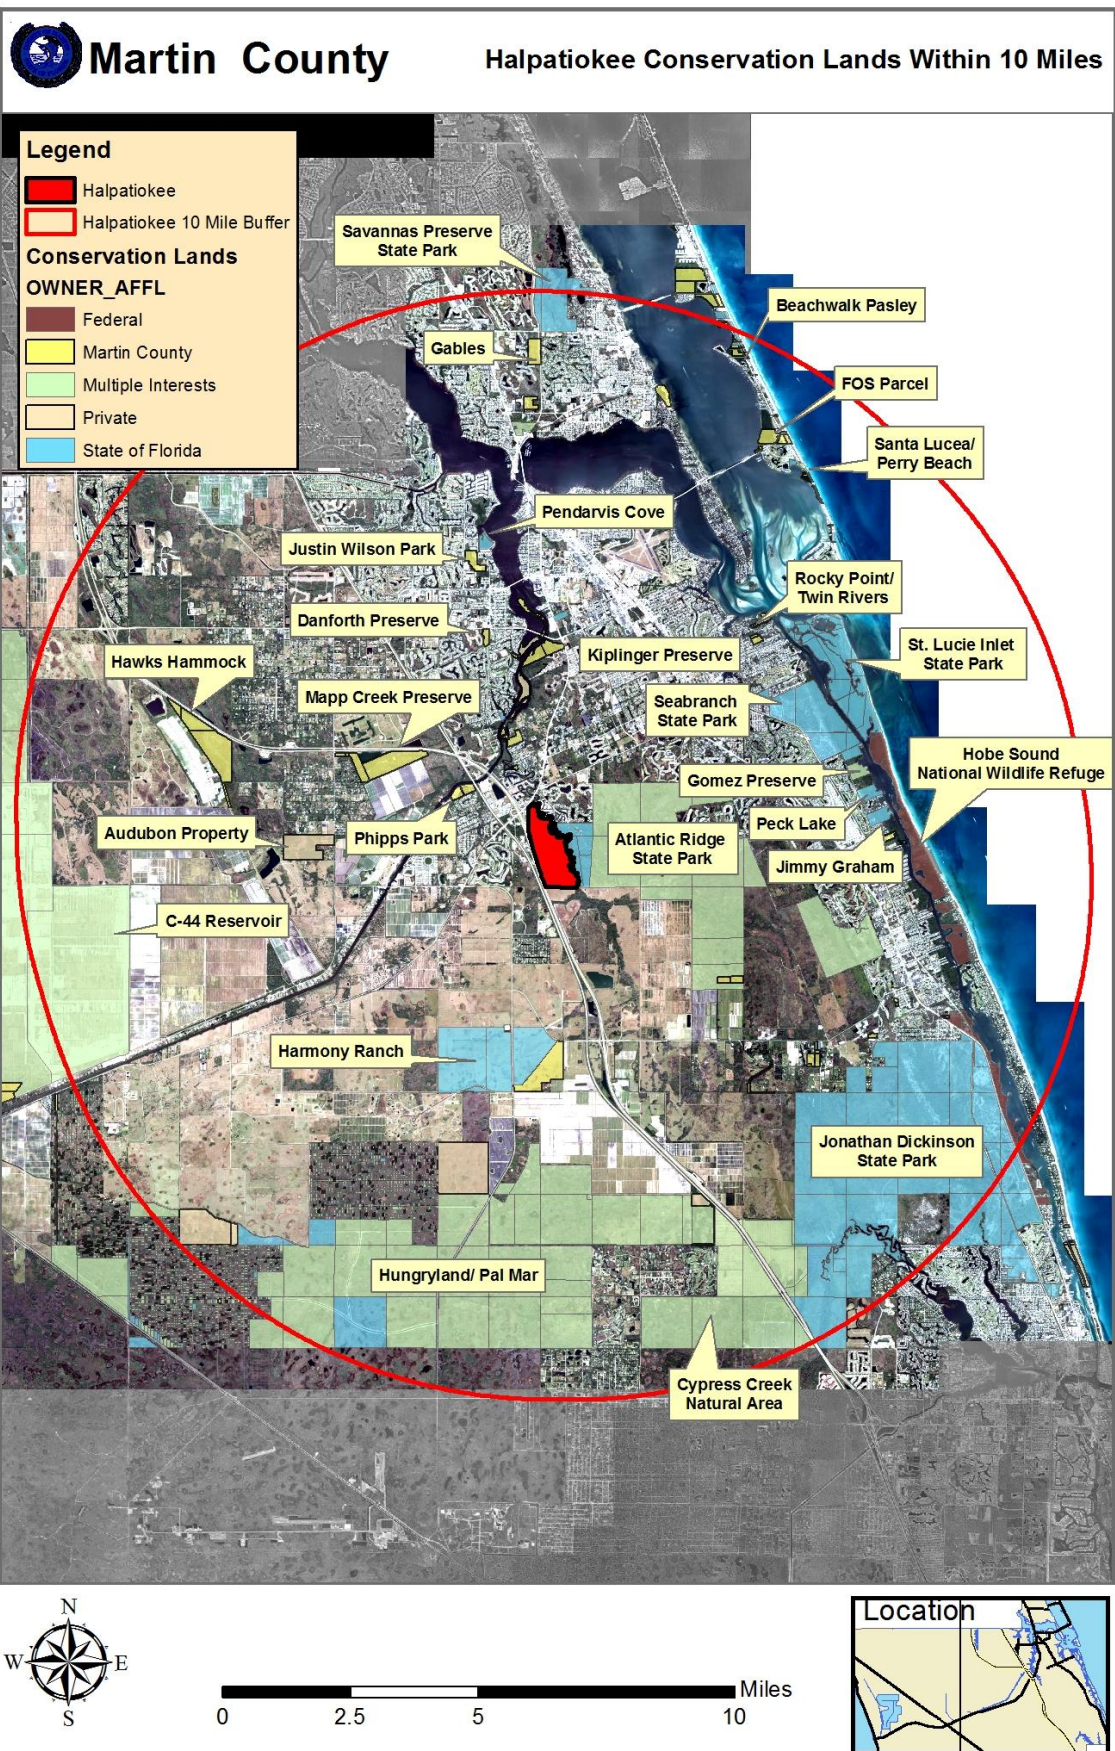 Martin County
Halpatiokee Conservation Lands Within 10 Miles
Legend
Halpatiokee
Halpatiokee 10 Mile Buffer
Conservation Lands
OWNER_AFFL
Federal
Martin County
Multiple Interests
Private
State of Florida
Savannas Preserve
State Park
Beachwalk Pasley
Gables
FOS Parcel
Santa Lucea/
Perry Beach
Pendarvis Cove
Justin Wilson Park
Rocky Point/
Twin Rivers
Danforth Preserve
Hawks Hammock
Kiplinger Preserve
St. Lucie Inlet
State Park
Mapp Creek Preserve
Seabranch
State Park
Hobe Sound
National Wildlife Refuge
Gomez Preserve
Peck Lake
Audubon Property
Phipps Park
Atlantic Ridge
State Park
Jimmy Graham
C-44 Reservoir
Harmony Ranch
Jonathan Dickinson
State Park
Hungryland/ Pal Mar
Cypress Creek
Natural Area
N
W
E
S
0
2.5
5
10
Miles
Location